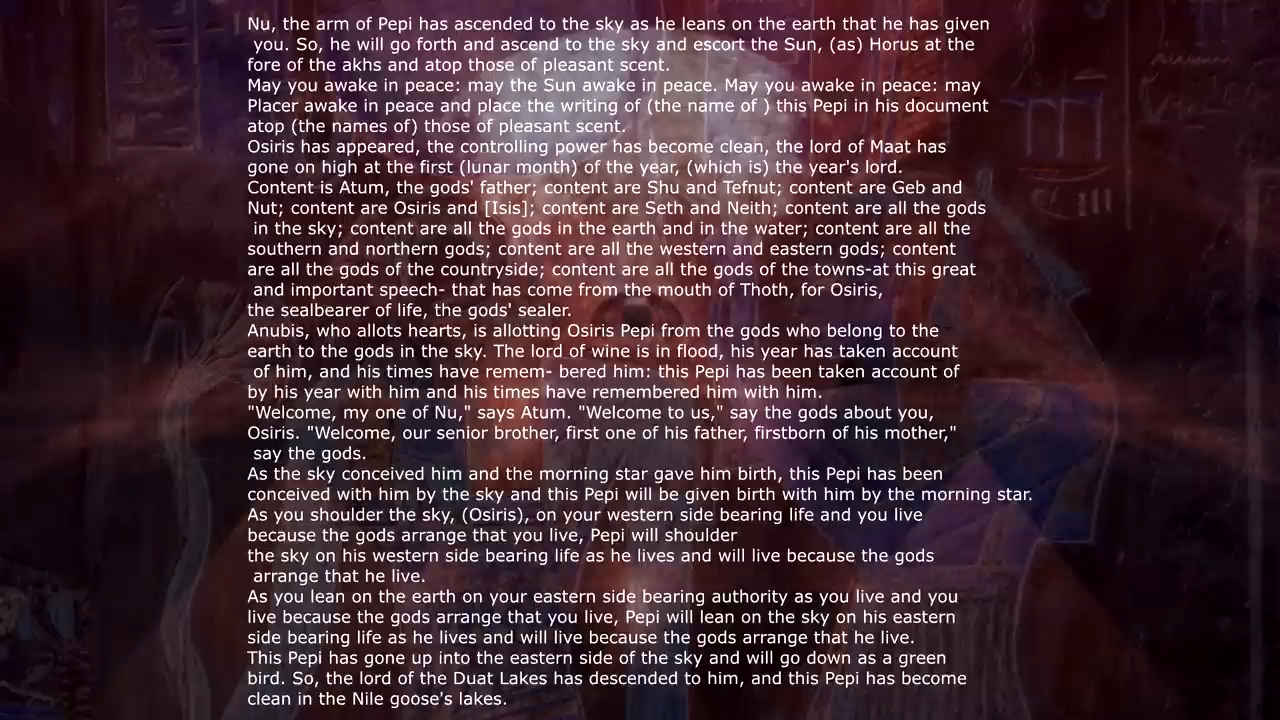 Nu, the arm of Pepi has ascended to the sky as he leans on the earth that he has given
you. So, he will go forth and ascend to the sky and escort the Sun, (as) Horus at the
fore of the akhs and atop those of pleasant scent.
May you awake in peace: may the Sun awake in peace. May you awake in peace: may
Placer awake in peace and place the writing of (the name of ) this Pepi in his document
atop (the names of) those of pleasant scent.
Osiris has appeared, the controlling power has become clean, the lord of Maat has
gone on high at the first (lunar month) of the year, (which is) the year's lord.
Content is Atum, the gods' father; content are Shu and Tefnut; content are Geb and
Nut; content are Osiris and [Isis]; content are Seth and Neith; content are all the gods
in the sky; content are all the gods in the earth and in the water; content are all the
southern and northern gods; content are all the western and eastern gods; content
are all the gods of the countryside; content are all the gods of the towns-at this great
and important speech- that has come from the mouth of Thoth, for Osiris,
the sealbearer of life, the gods' sealer.
Anubis, who allots hearts, is allotting Osiris Pepi from the gods who belong to the
earth to the gods in the sky. The lord of wine is in flood, his year has taken account
of him, and his times have remem- bered him: this Pepi has been taken account of
by his year with him and his times have remembered him with him.
"Welcome, my one of Nu," says Atum. "Welcome to us," say the gods about you,
Osiris. "Welcome, our senior brother, first one of his father, firstborn of his mother,"
say the gods.
As the sky conceived him and the morning star gave him birth, this Pepi has been
conceived with him by the sky and this Pepi will be given birth with him by the morning star.
As you shoulder the sky, (Osiris), on your western side bearing life and you live
because the gods arrange that you live, Pepi will shoulder
the sky on his western side bearing life as he lives and will live because the gods
arrange that he live.
As you lean on the earth on your eastern side bearing authority as you live and you
live because the gods arrange that you live, Pepi will lean on the sky on his eastern
side bearing life as he lives and will live because the gods arrange that he live.
This Pepi has gone up into the eastern side of the sky and will go down as a green
bird. So, the lord of the Duat Lakes has descended to him, and this Pepi has become
clean in the Nile goose's lakes.